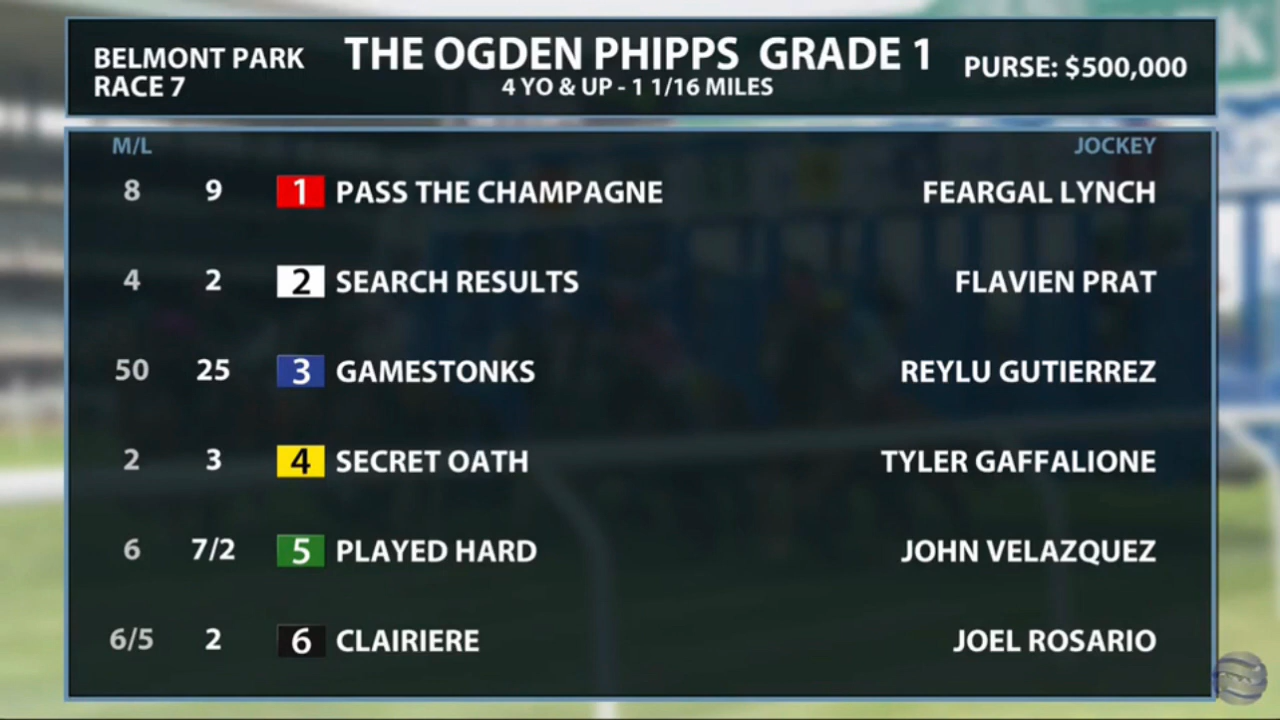 BELMONT PARK
RACE 7
THE OGDEN PHIPPS GRADE 1
4 YO & UP - 1 1/16 MILES
PURSE: $500,000
M/L JOCKEY
8 9 1 PASS THE CHAMPAGNE FEARGAL LYNCH
4 2 2 SEARCH RESULTS FLAVIEN PRAT
50 25 3 GAMESTONKS REYLU GUTIERREZ
2 3 4 SECRET OATH TYLER GAFFALIONE
6 7/2 5 PLAYED HARD JOHN VELAZQUEZ
6/5 2 6 CLAIRIERE JOEL ROSARIO